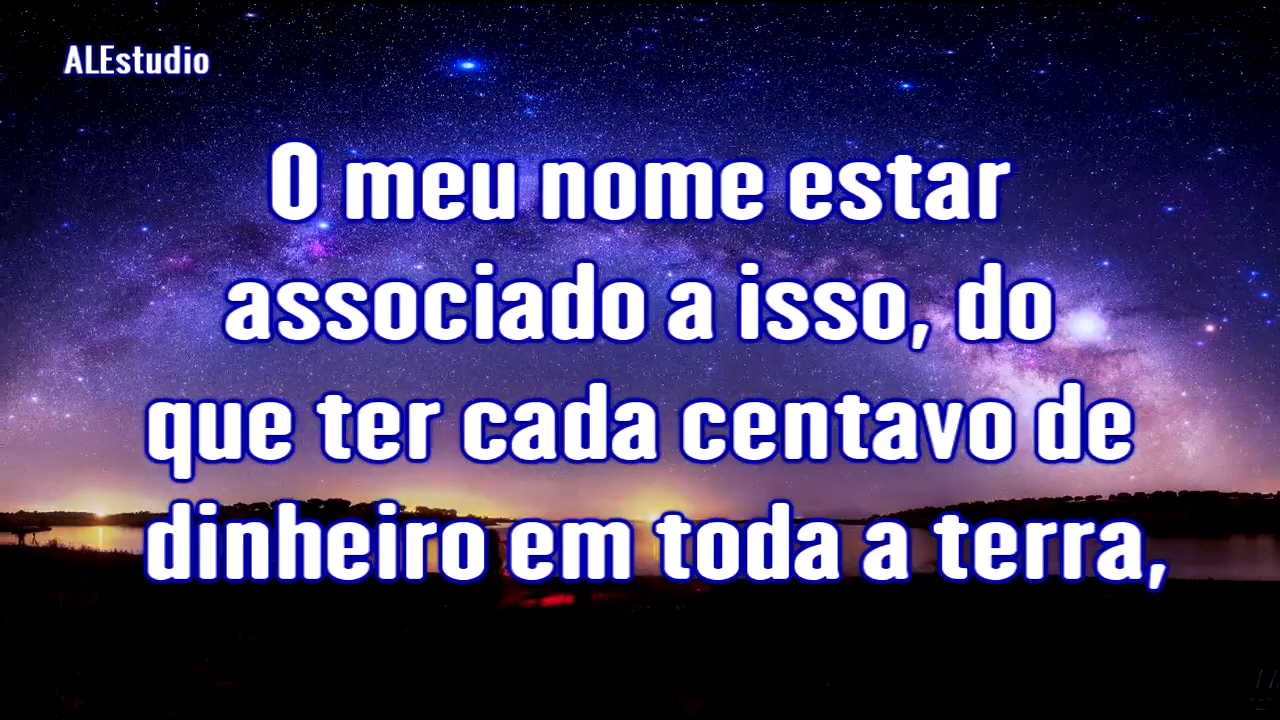 ALEstudio
O meu nome estar
associado a isso, do
que ter cada centavo de
dinheiro em toda a terra,